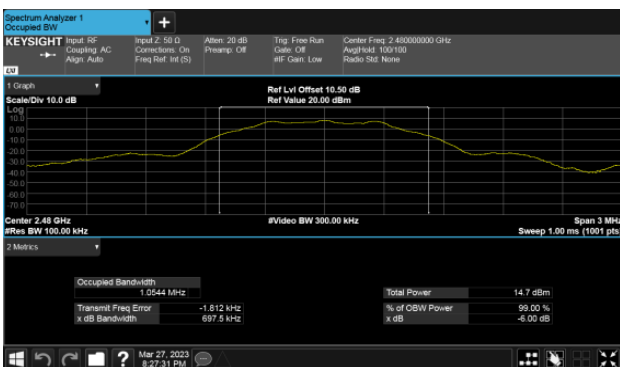 Spectrum Analyzer 1
Occupied BW
KEYSIGHT
Input: RF
Coupling: AC
Align: Auto
Input Z: 50 Ω
Corrections: On
Freq Ref: Int (S)
Atten: 20 dB
Preamp: Off
Trig: Free Run
Gate: Off
#IF Gain: Low
Center Freq: 2.480000000 GHz
Avg|Hold: 100/100
Radio Std: None
LXI
1 Graph
Scale/Div 10.0 dB
Ref Lvl Offset 10.50 dB
Ref Value 20.00 dBm
Log
10.0
0.00
-10.0
-20.0
-30.0
-40.0
-50.0
-60.0
-70.0
Center 2.48 GHz
#Res BW 100.00 kHz
#Video BW 300.00 kHz
Span 3 MHz
Sweep 1.00 ms (1001 pts)
2 Metrics
Occupied Bandwidth
1.0544 MHz
Total Power 14.7 dBm
Transmit Freq Error -1.812 kHz
% of OBW Power 99.00 %
x dB Bandwidth 697.5 kHz
x dB -6.00 dB
?
Mar 27, 2023
8:27:31 PM